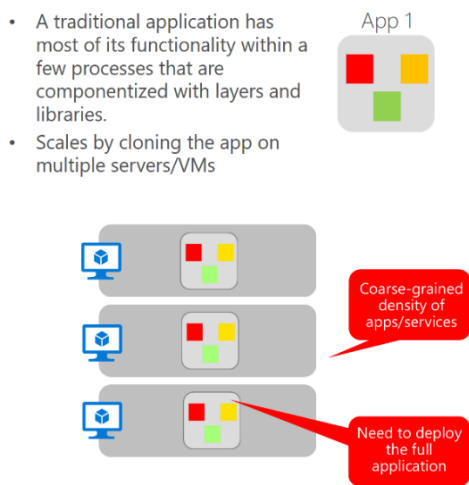 • A traditional application has
most of its functionality within a
few processes that are
componentized with layers and
libraries.
• Scales by cloning the app on
multiple servers/VMs
App 1
Coarse-grained
density of
apps/services
Need to deploy
the full
application